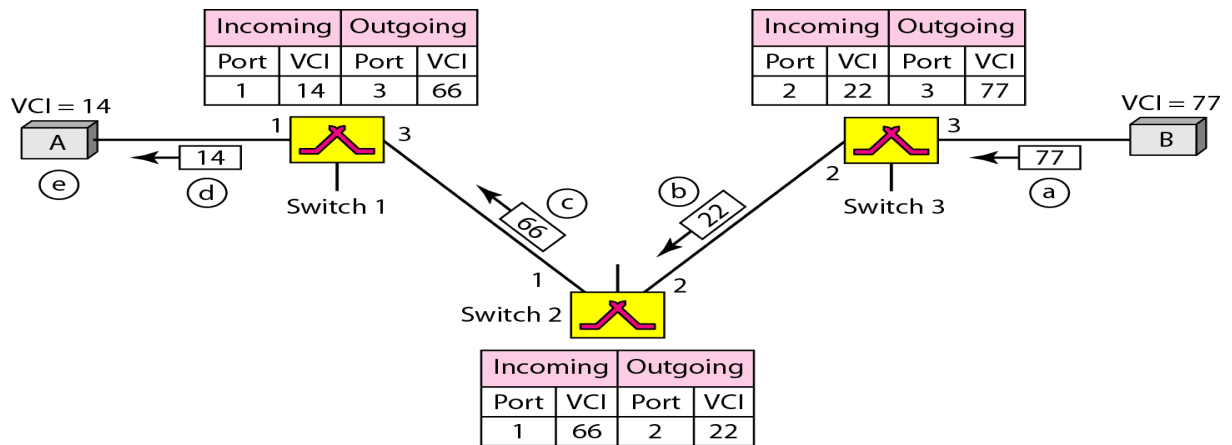 Incoming Outgoing
Port VCI Port VCI
1 14 3 66
Incoming Outgoing
Port VCI Port VCI
2 22 3 77
VCI = 14
VCI = 77
A
1
3
3
B
14
77
2
e
d
Switch 1
c
66
b
22
Switch 3
a
1
2
Switch 2
Incoming Outgoing
Port VCI Port VCI
1 66 2 22